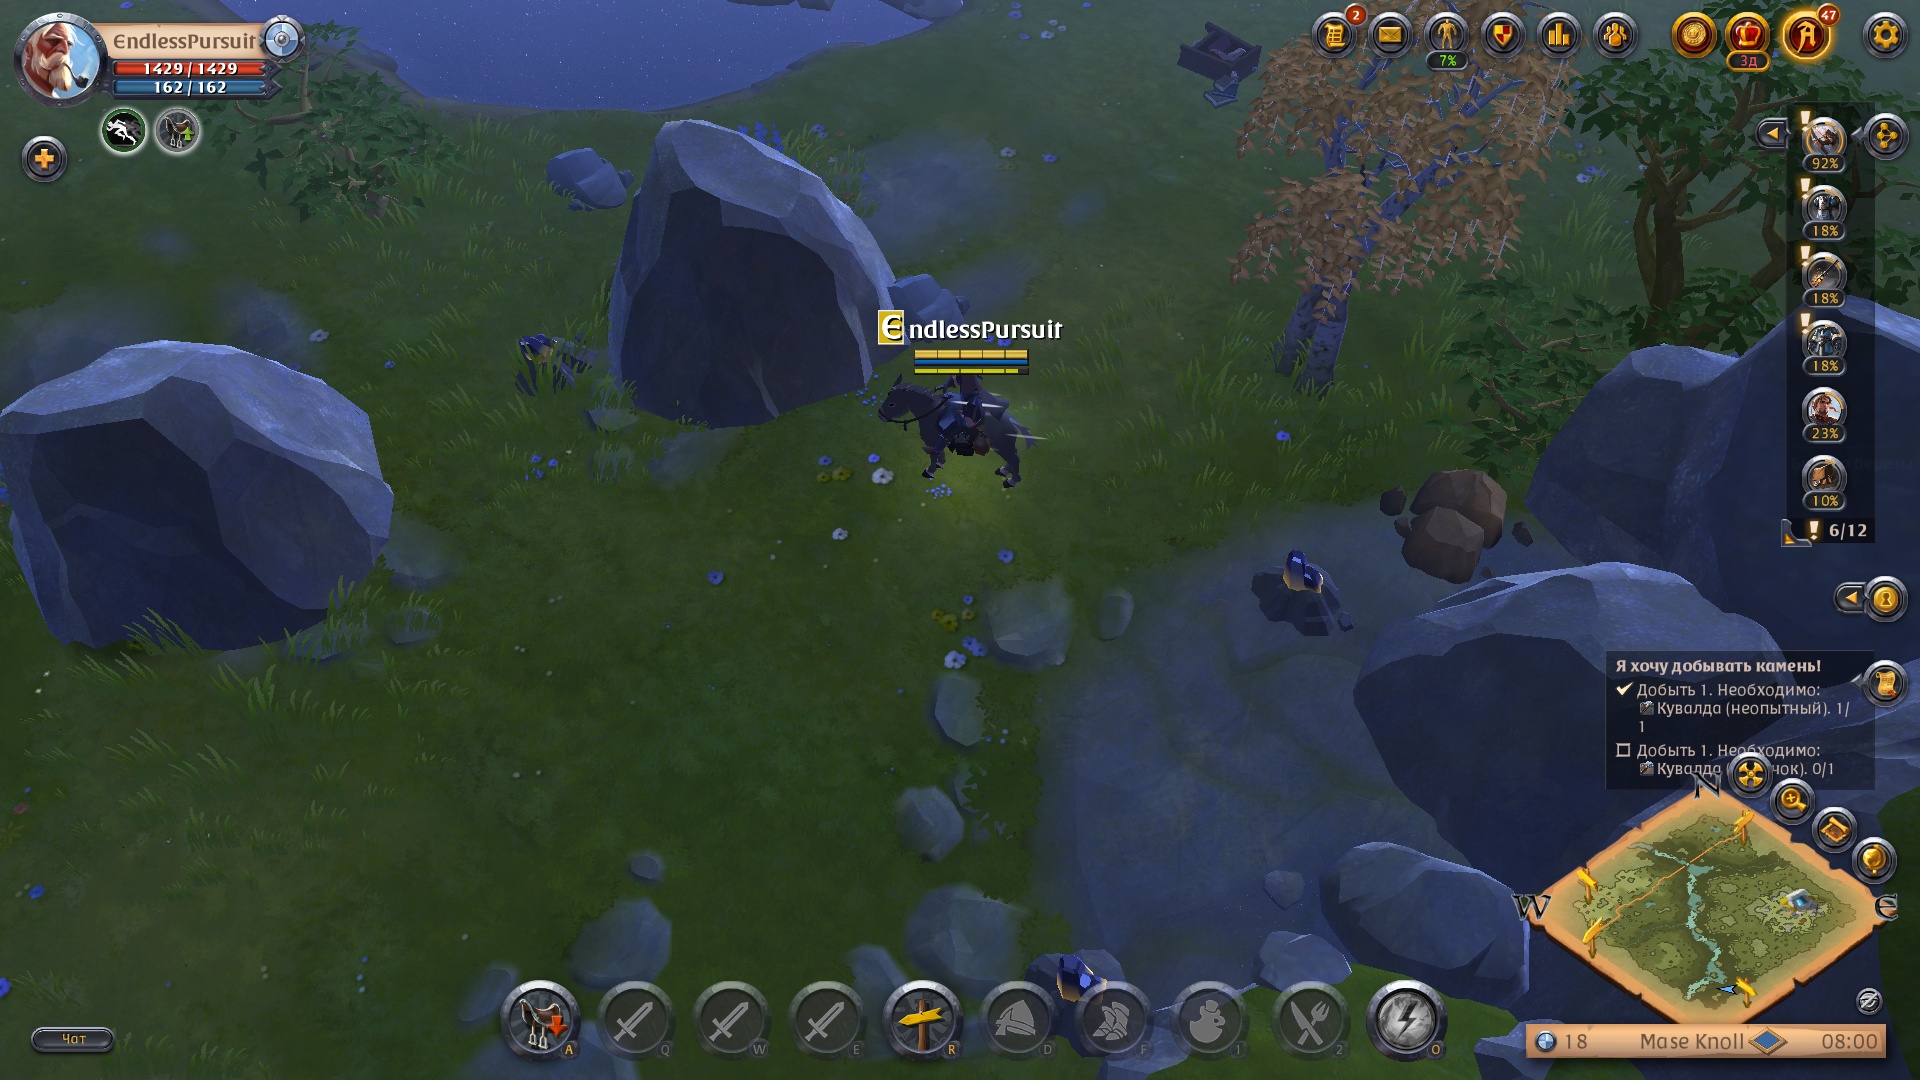 EndlessPursuit
1429 / 1429
162 / 162
2
7%
3д
47
92%
18%
18%
18%
23%
10%
6/12
EndlessPursuit
Я хочу добывать камень!
Добыть 1. Необходимо:
Кувалда (неопытный). 1/
1
Добыть 1. Необходимо:
Кувалда чок). 0/1
N
W
E
A
Q
W
E
R
D
F
1
2
O
Чат
18
Mase Knoll
08:00